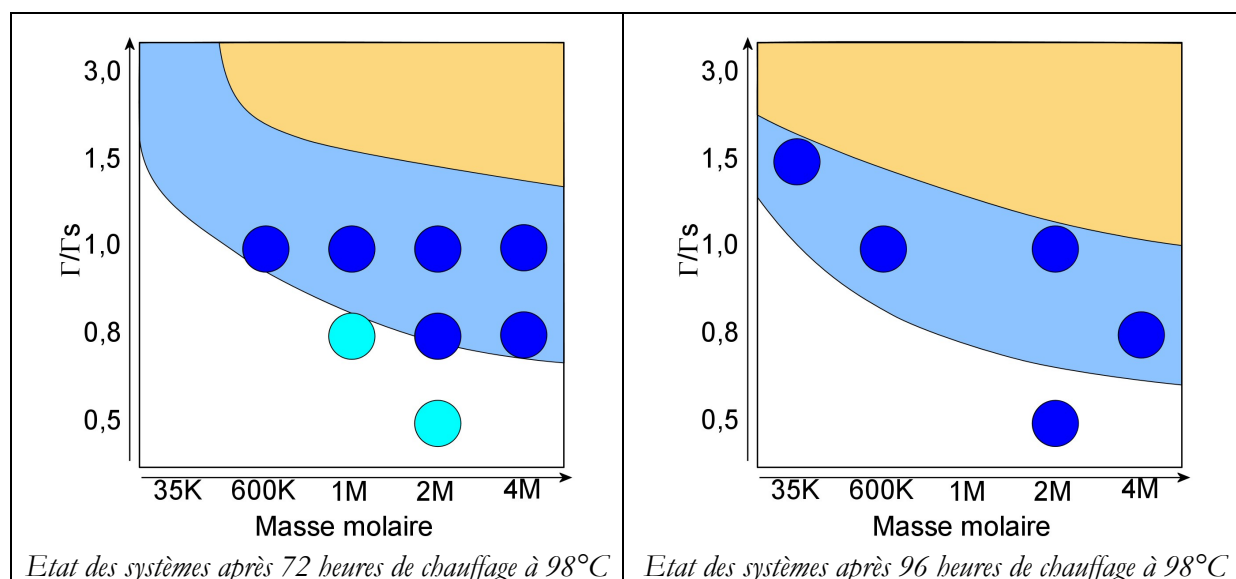 3,0
1,5
Γ/Γs
1,0
0,8
0,5
35K 600K 1M 2M 4M
Masse molaire
Etat des systèmes après 72 heures de chauffage à 98°C
3,0
1,5
Γ/Γs
1,0
0,8
0,5
35K 600K 1M 2M 4M
Masse molaire
Etat des systèmes après 96 heures de chauffage à 98°C